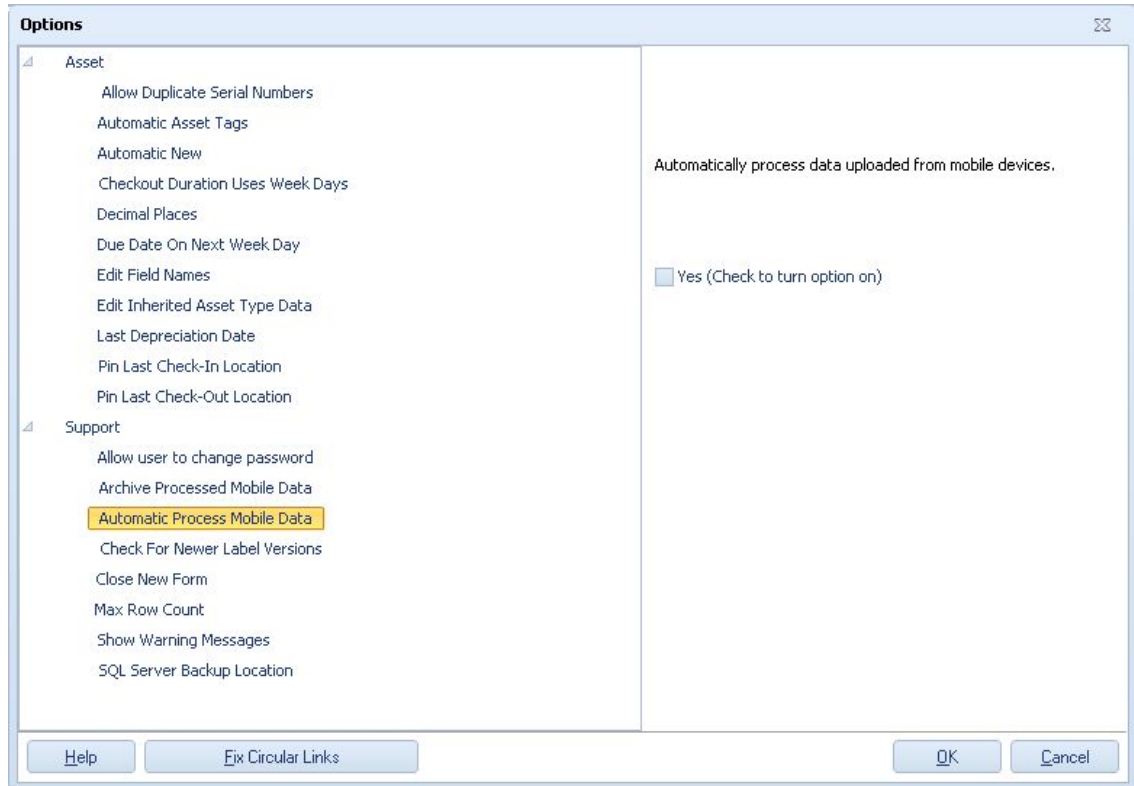 Options
Asset
Allow Duplicate Serial Numbers
Automatic Asset Tags
Automatic New
Checkout Duration Uses Week Days
Decimal Places
Due Date On Next Week Day
Edit Field Names
Edit Inherited Asset Type Data
Last Depreciation Date
Pin Last Check-In Location
Pin Last Check-Out Location
Support
Allow user to change password
Archive Processed Mobile Data
Automatic Process Mobile Data
Check For Newer Label Versions
Close New Form
Max Row Count
Show Warning Messages
SQL Server Backup Location
Automatically process data uploaded from mobile devices.
Yes (Check to turn option on)
Help
Fix Circular Links
OK
Cancel